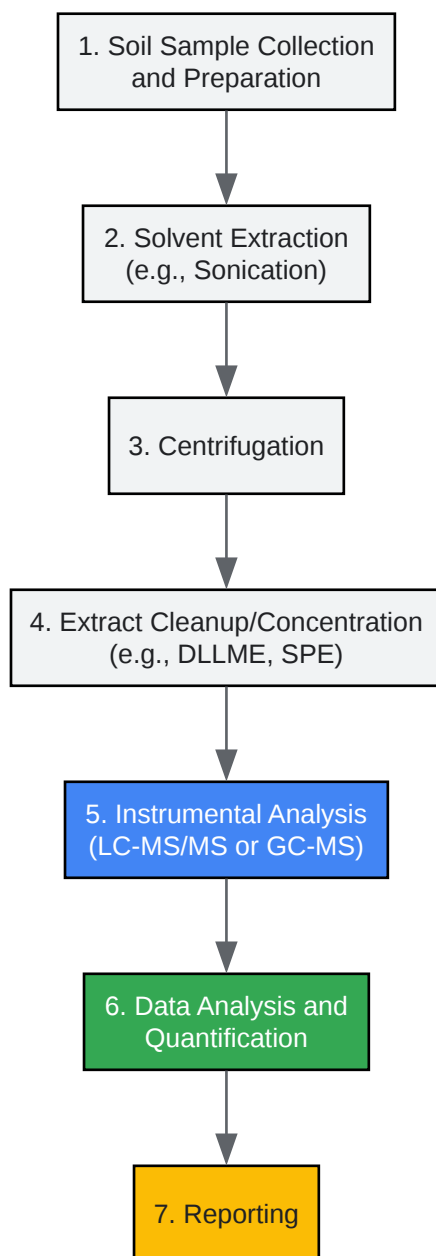 1. Soil Sample Collection
and Preparation
2. Solvent Extraction
(e.g., Sonication)
3. Centrifugation
4. Extract Cleanup/Concentration
(e.g., DLLME, SPE)
5. Instrumental Analysis
(LC-MS/MS or GC-MS)
6. Data Analysis and
Quantification
7. Reporting